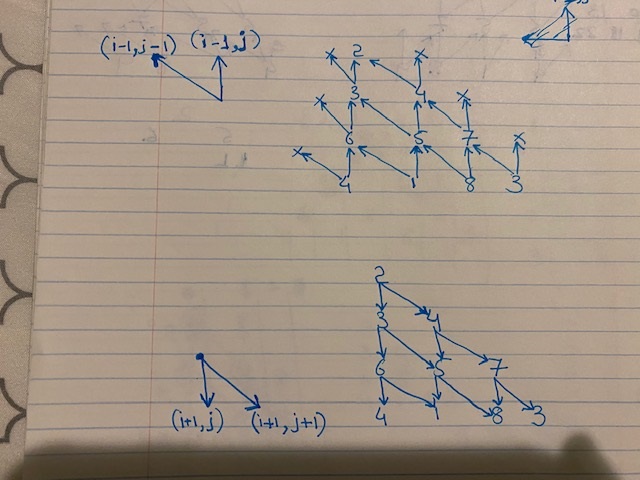 (i-1,j-1) (i-1,j)
x 2 x
x 3 4 x
x 6 5 7 x
4 1 8 3
2
3 4
6 5 7
4 1 8 3
(i+1,j) (i+1,j+1)